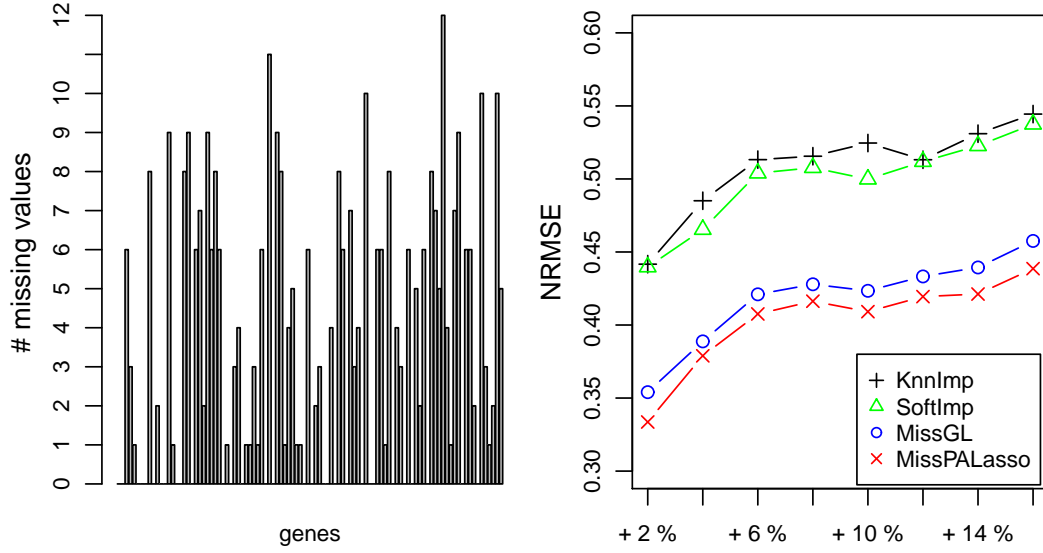 # missing values
0
1
2
3
4
5
6
7
8
9
10
12
genes
NRMSE
0.30
0.35
0.40
0.45
0.50
0.55
0.60
+ 2 %
+ 6 %
+ 10 %
+ 14 %
KnnImp
SoftImp
MissGL
MissPALasso